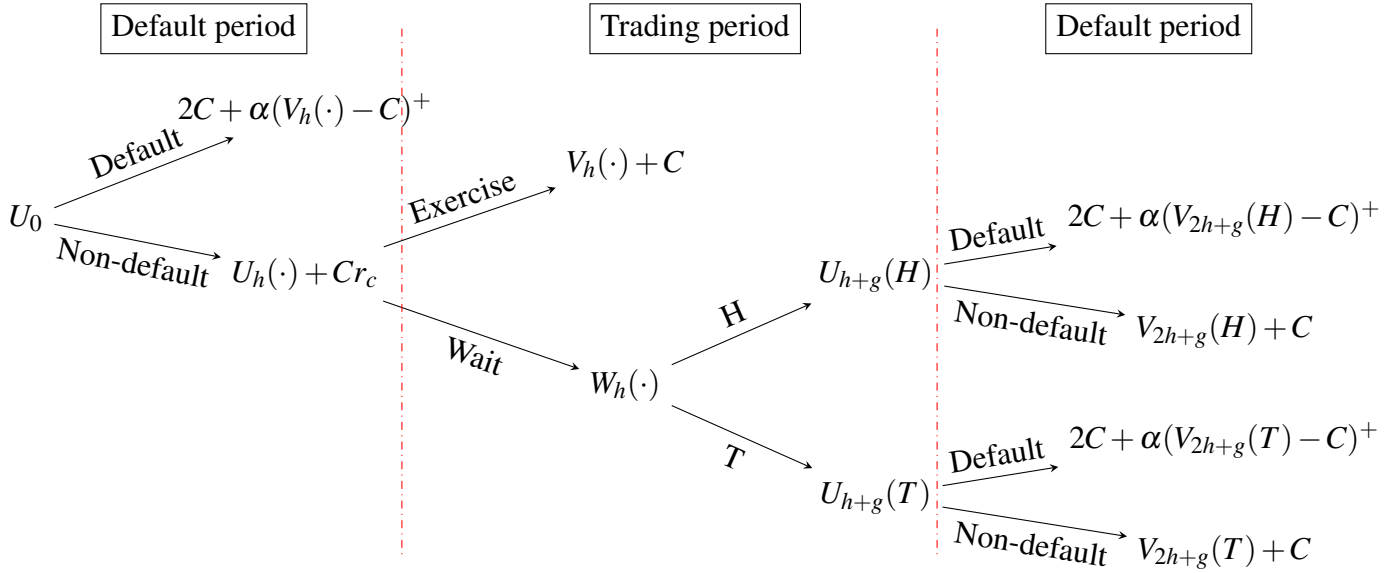 Default period
Trading period
Default period
2C + α(V_h(·) − C)^+
Default
U_0
Non-default
U_h(·) + Cr_c
Exercise
V_h(·) + C
Wait
W_h(·)
H
T
U_{h+g}(H)
Default
2C + α(V_{2h+g}(H) − C)^+
Non-default
V_{2h+g}(H) + C
U_{h+g}(T)
Default
2C + α(V_{2h+g}(T) − C)^+
Non-default
V_{2h+g}(T) + C